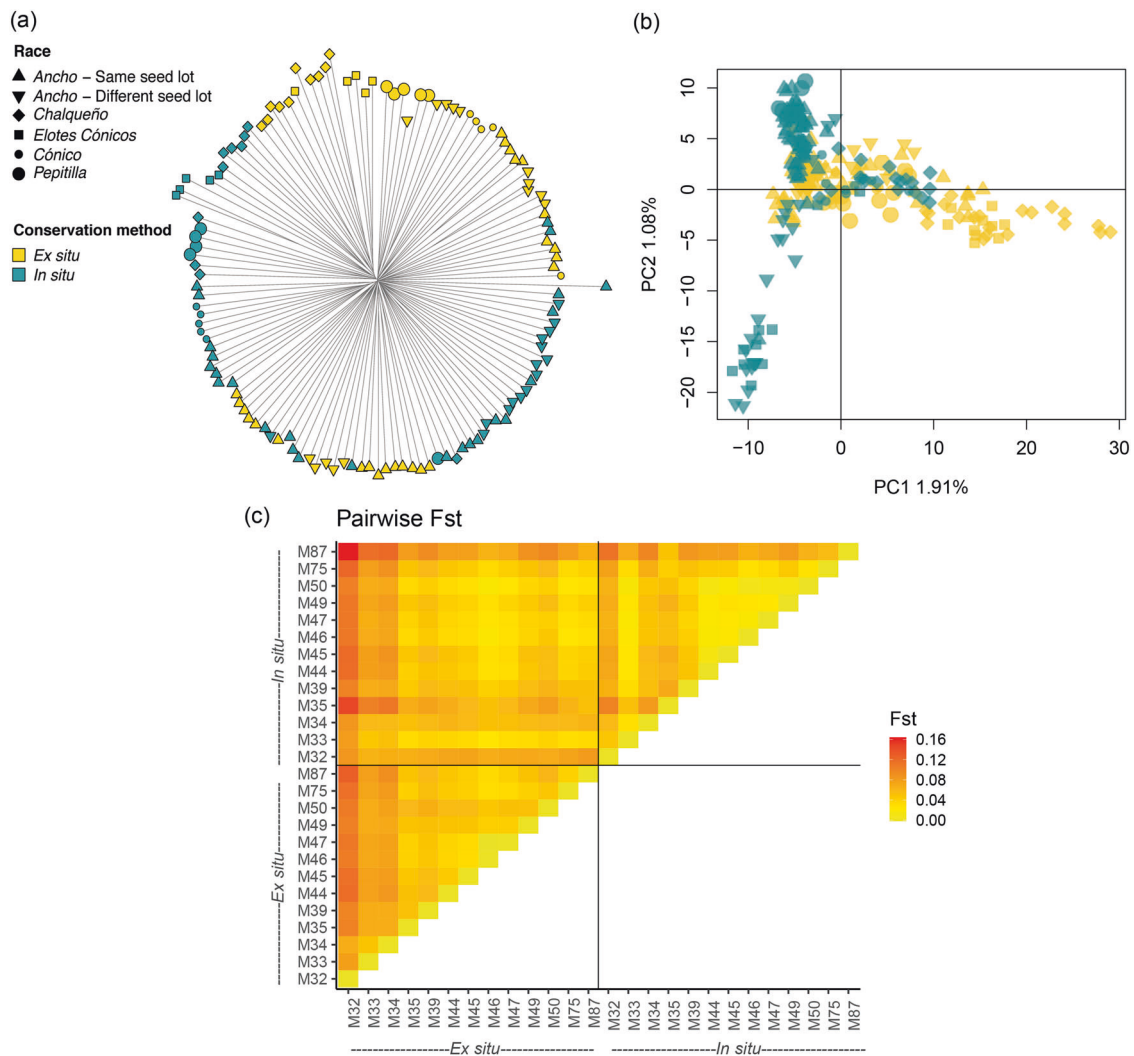 (a)
Race
Ancho – Same seed lot
Ancho – Different seed lot
Chalqueño
Elotes Cónicos
Cónico
Pepitilla
Conservation method
Ex situ
In situ
(b)
PC2 1.08%
10
5
0
−5
−10
−15
−20
−10
0
10
20
30
PC1 1.91%
(c)
Pairwise Fst
In situ
M87
M75
M50
M49
M47
M46
M45
M44
M39
M35
M34
M33
M32
Ex situ
M87
M75
M50
M49
M47
M46
M45
M44
M39
M35
M34
M33
M32
M32
M33
M34
M35
M39
M44
M45
M46
M47
M49
M50
M75
M87
M32
M33
M34
M35
M39
M44
M45
M46
M47
M49
M50
M75
M87
Ex situ
In situ
Fst
0.16
0.12
0.08
0.04
0.00